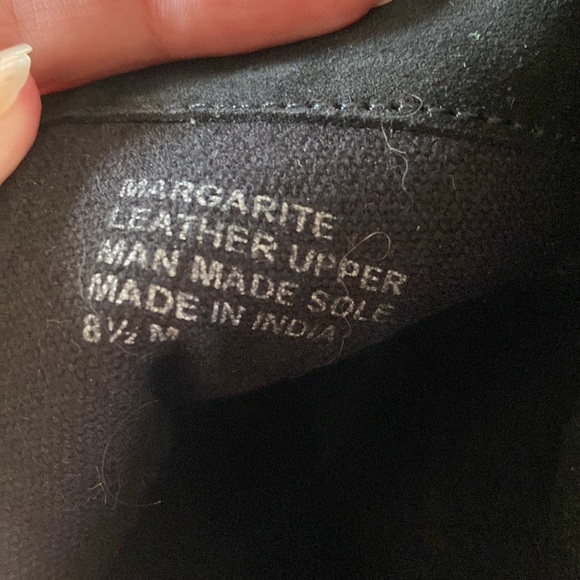 MARGARITE
LEATHER UPPER
MAN MADE SOLE
MADE IN INDIA
8½ M